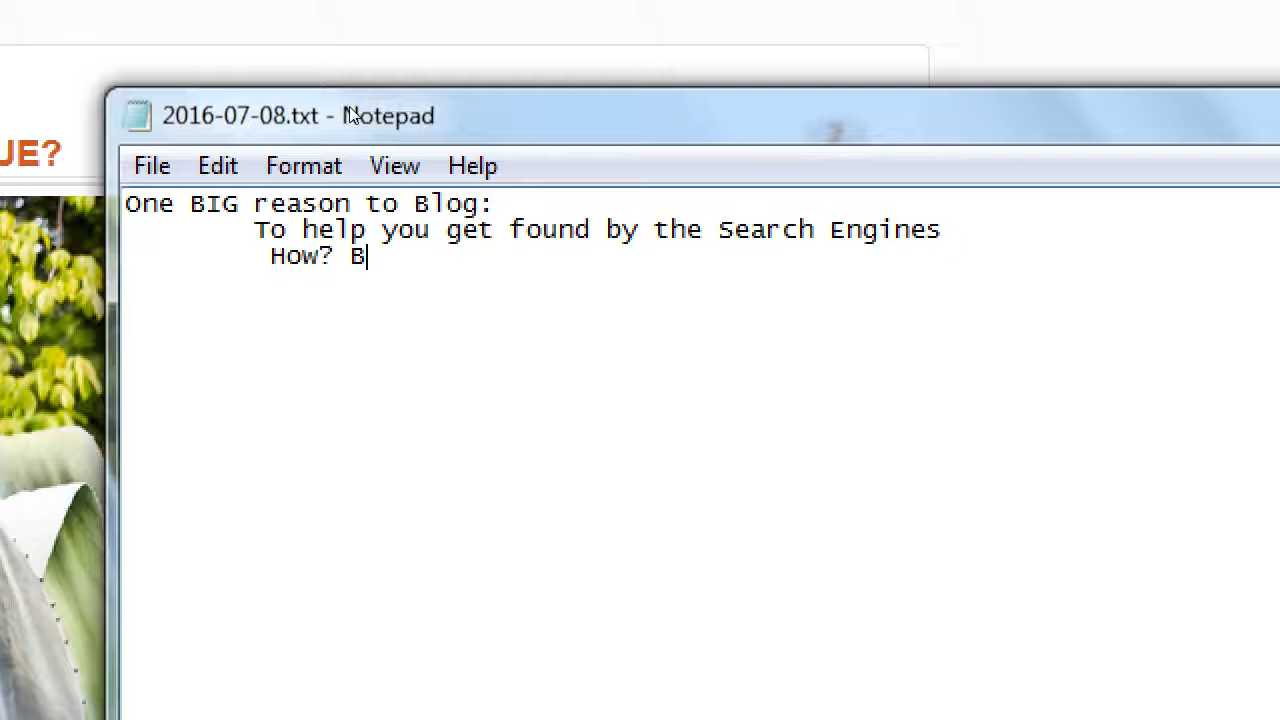 2016-07-08.txt - Notepad
UE?
File Edit Format View Help
One BIG reason to Blog:
To help you get found by the Search Engines
How? B